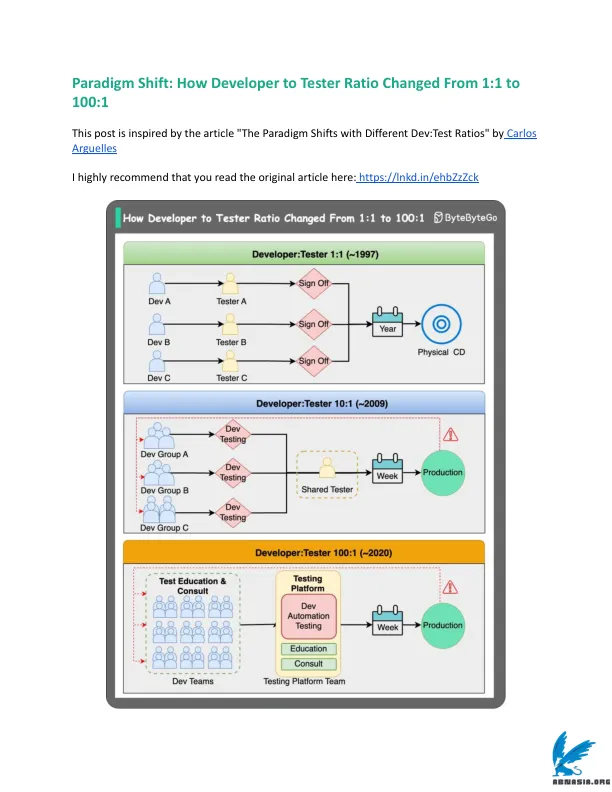 Paradigm Shift: How Developer to Tester Ratio Changed From 1:1 to
100:1
This post is inspired by the article "The Paradigm Shifts with Different Dev:Test Ratios" by Carlos
Arguelles
I highly recommend that you read the original article here: https://lnkd.in/ehbZzZck
How Developer to Tester Ratio Changed From 1:1 to 100:1
ByteByteGo
Developer:Tester 1:1 (~1997)
Dev A
Tester A
Sign Off
Dev B
Tester B
Sign Off
Dev C
Tester C
Sign Off
Year
Physical CD
Developer:Tester 10:1 (~2009)
Dev Group A
Dev
Testing
Dev Group B
Dev
Testing
Dev Group C
Dev
Testing
Shared Tester
Week
Production
Developer:Tester 100:1 (~2020)
Test Education &
Consult
Dev Teams
Testing
Platform
Dev
Automation
Testing
Education
Consult
Testing Platform Team
Week
Production
ABNASIA.ORG